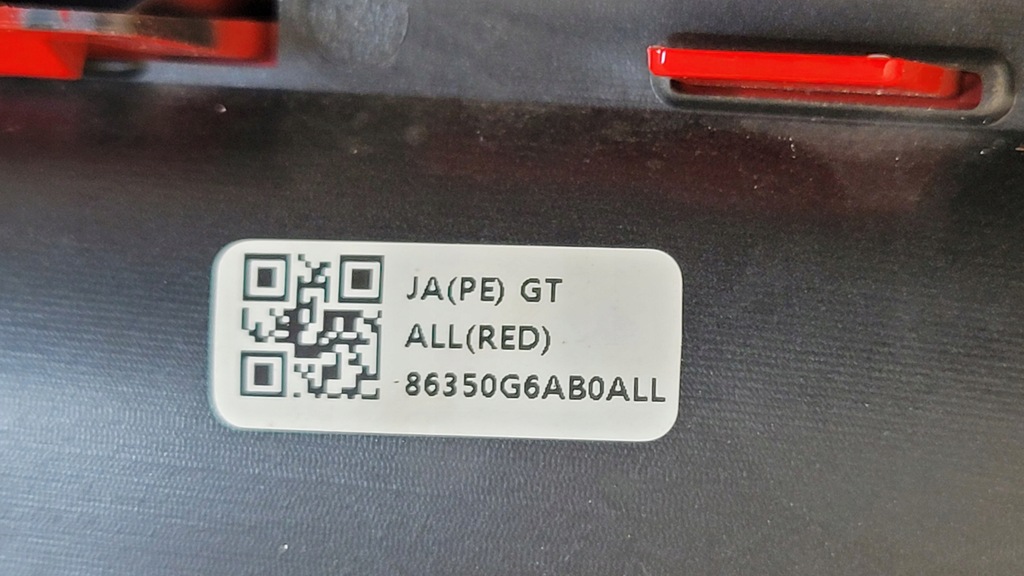 JA(PE) GT
ALL(RED)
86350G6AB0ALL